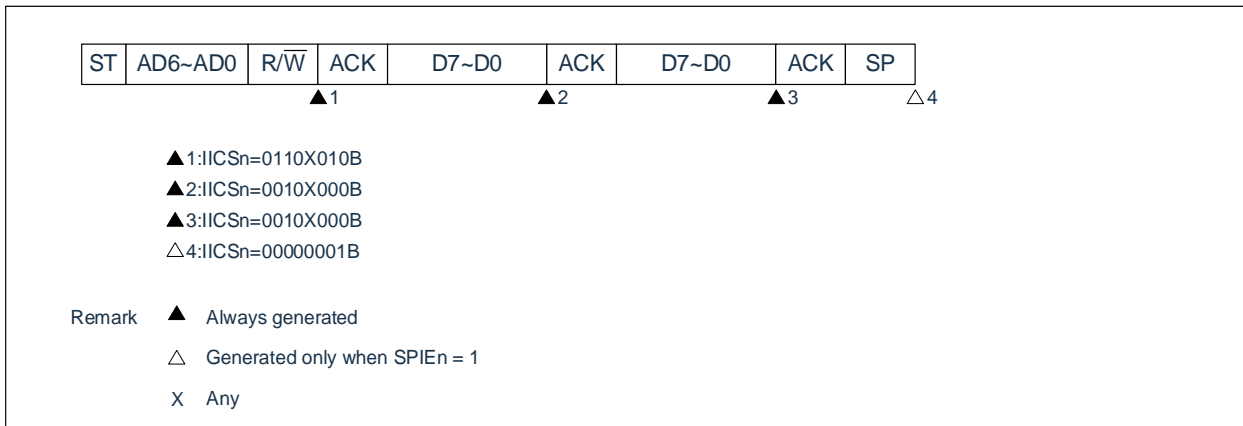 ST AD6~AD0 R/W̅ ACK D7~D0 ACK D7~D0 ACK SP
▲1 ▲2 ▲3 △4
▲1:IICSn=0110X010B
▲2:IICSn=0010X000B
▲3:IICSn=0010X000B
△4:IICSn=00000001B
Remark ▲ Always generated
△ Generated only when SPIEn = 1
X Any